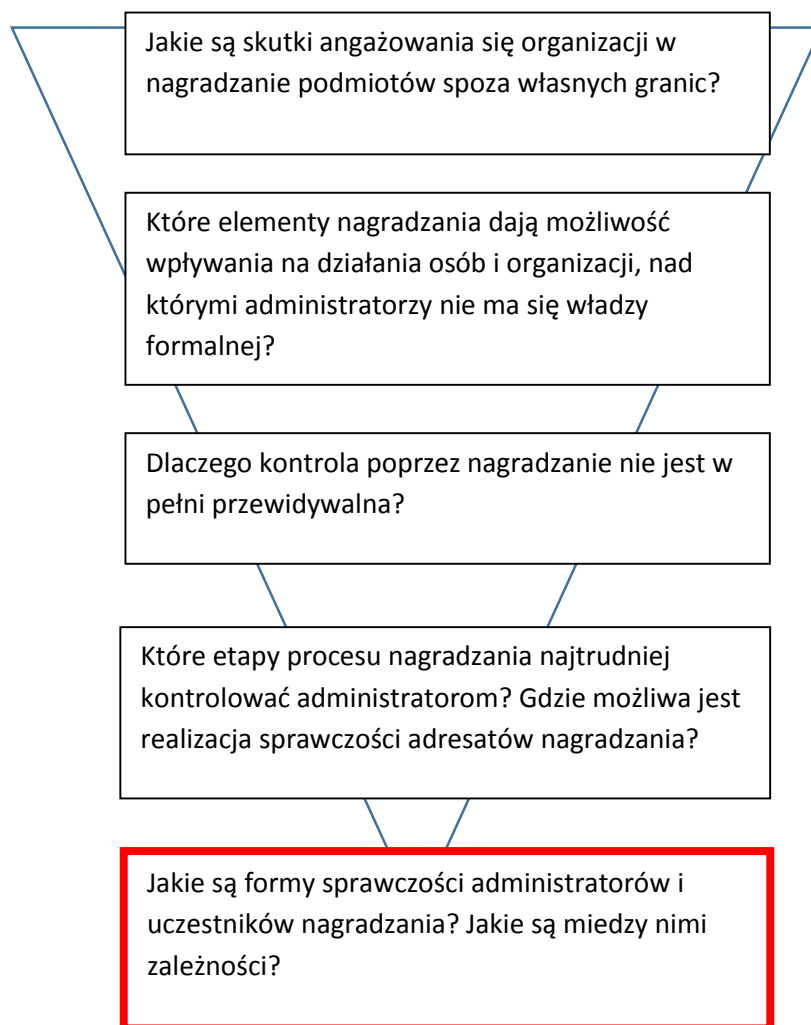 Jakie są skutki angażowania się organizacji w
nagradzanie podmiotów spoza własnych granic?
Które elementy nagradzania dają możliwość
wpływania na działania osób i organizacji, nad
którymi administratorzy nie ma się władzy
formalnej?
Dlaczego kontrola poprzez nagradzanie nie jest w
pełni przewidywalna?
Które etapy procesu nagradzania najtrudniej
kontrolować administratorom? Gdzie możliwa jest
realizacja sprawczości adresatów nagradzania?
Jakie są formy sprawczości administratorów i
uczestników nagradzania? Jakie są miedzy nimi
zależności?